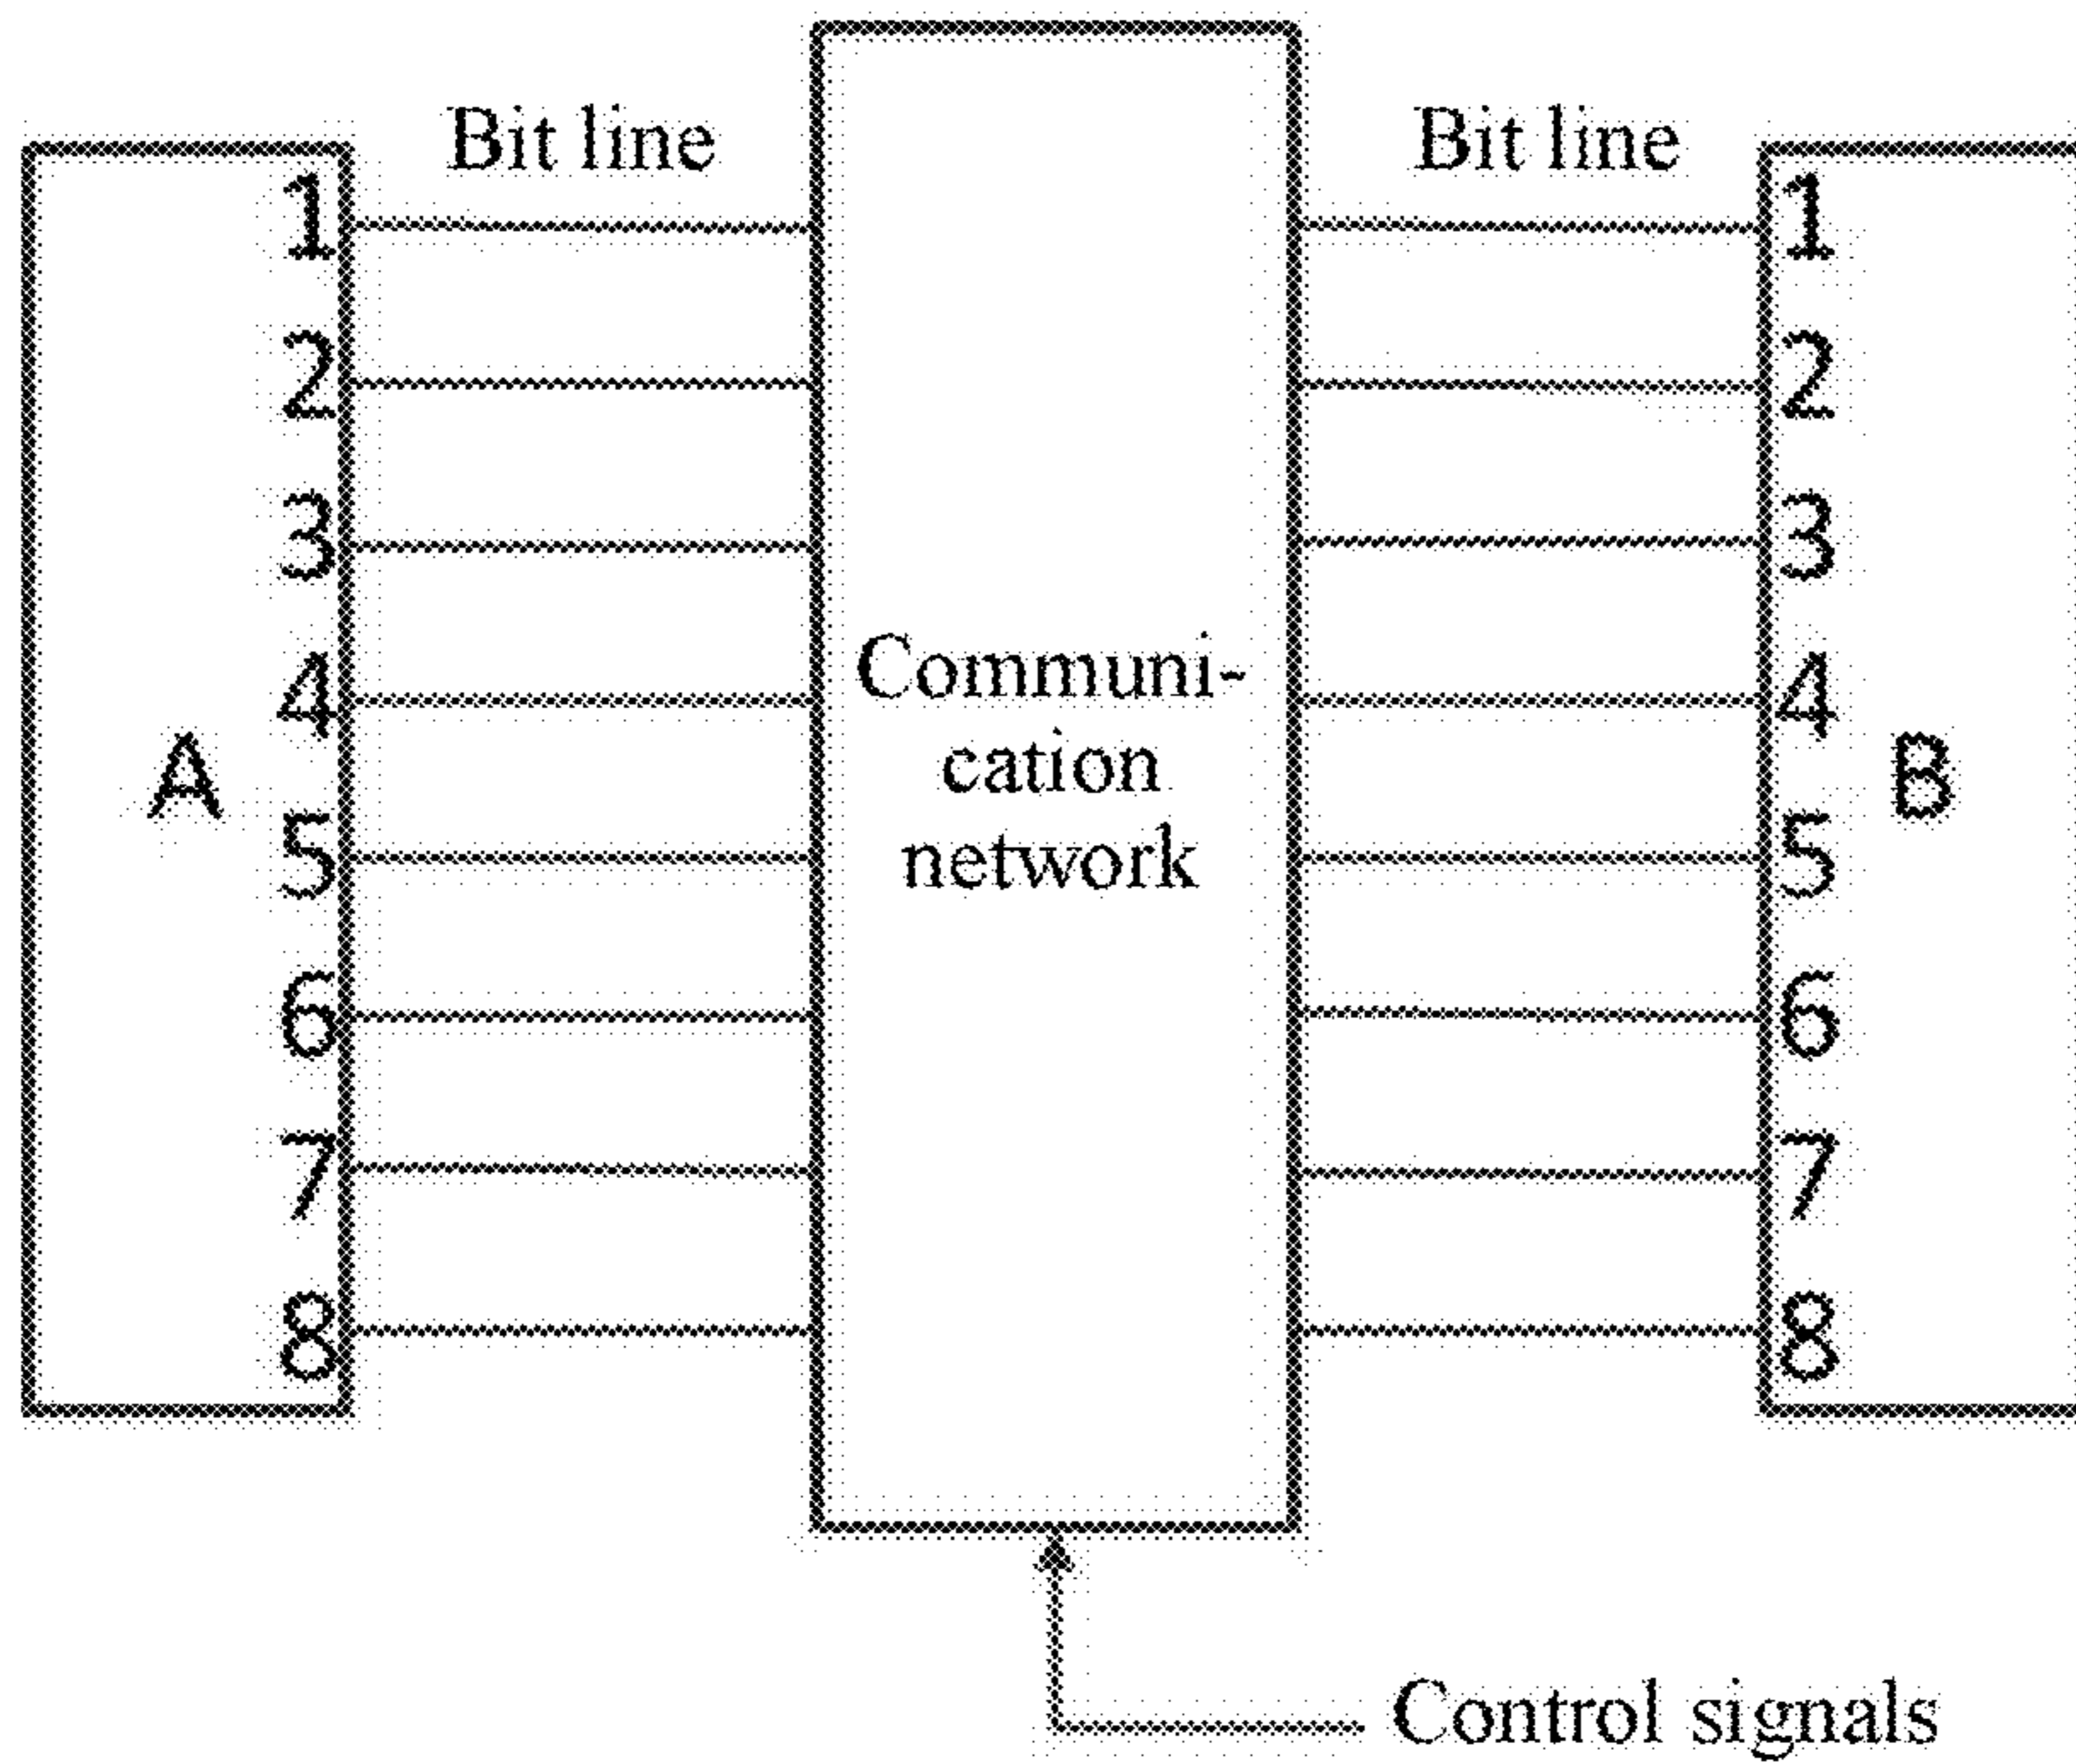 Bit line
Bit line
1
1
2
2
3
3
4
4
Communi-
cation
network
A
B
5
5
6
6
7
7
8
8
Control signals